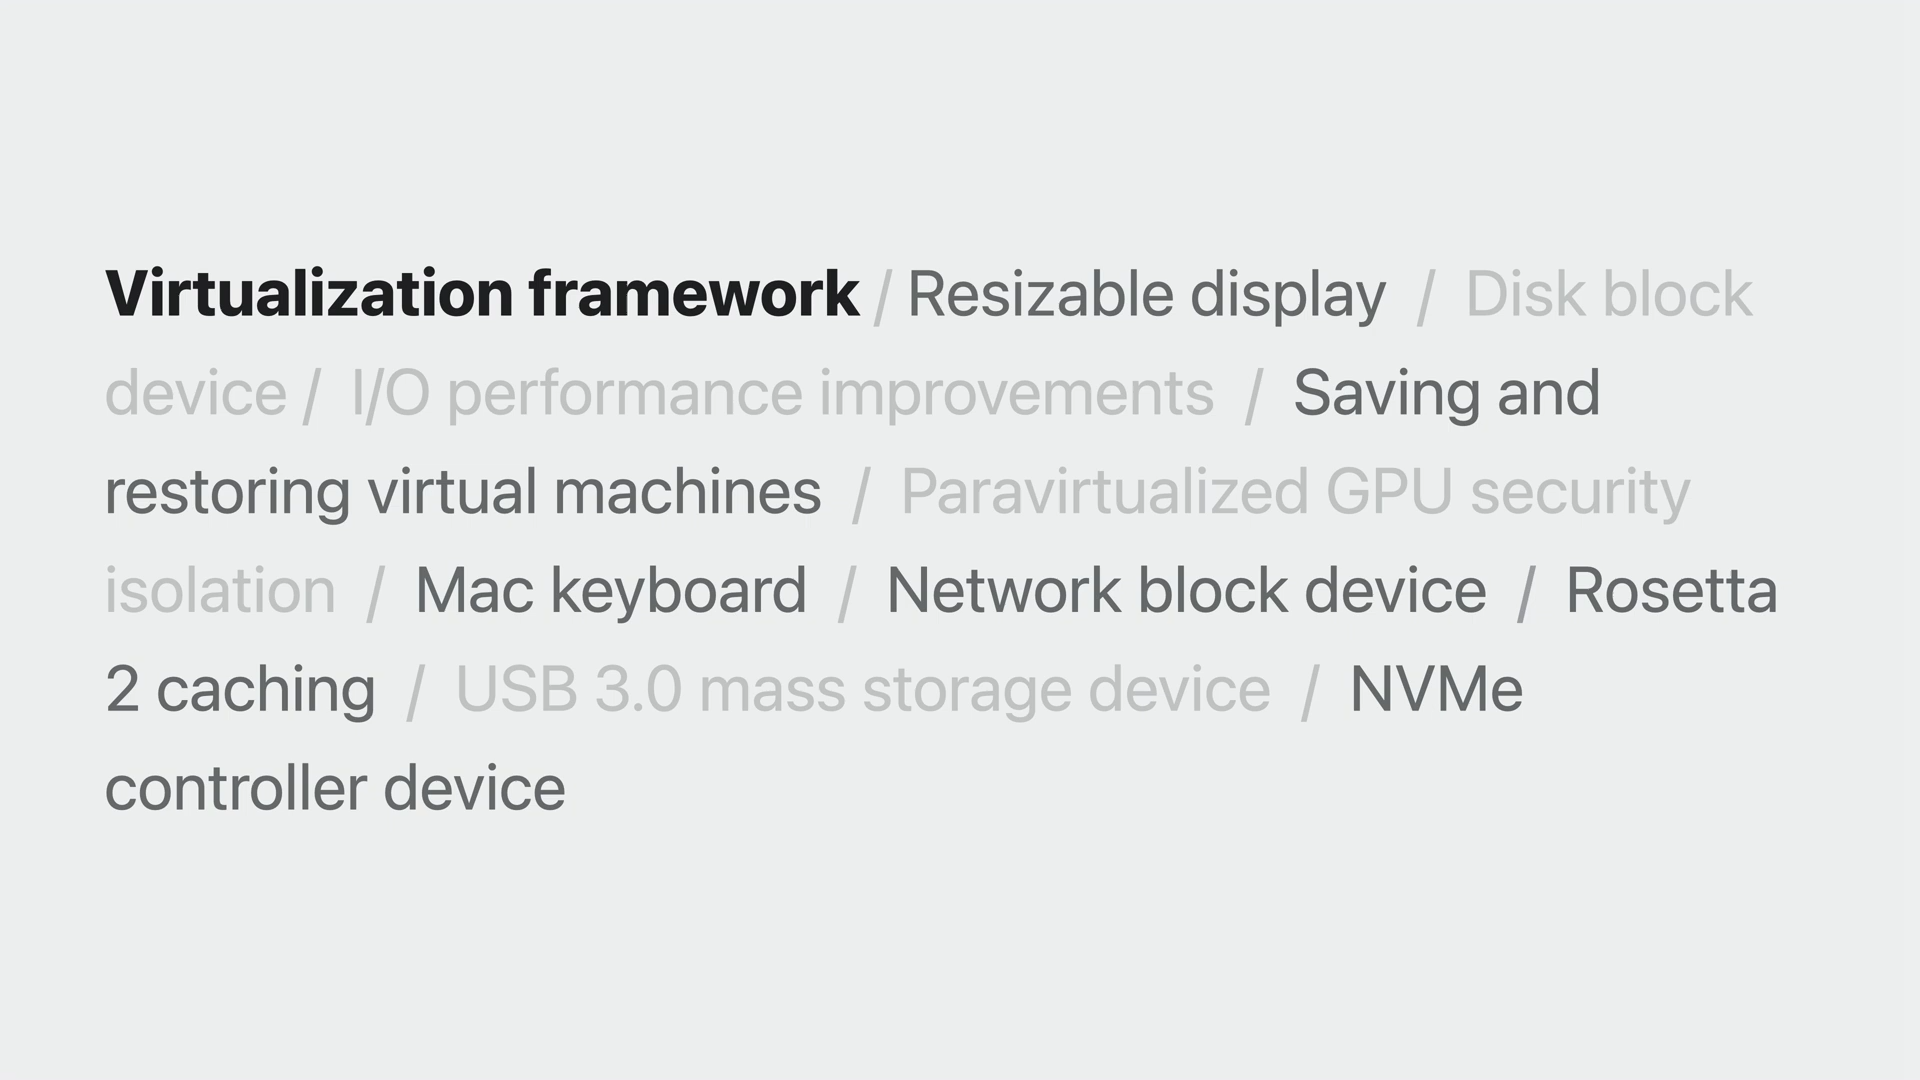 Virtualization framework / Resizable display / Disk block
device / I/O performance improvements / Saving and
restoring virtual machines / Paravirtualized GPU security
isolation / Mac keyboard / Network block device / Rosetta
2 caching / USB 3.0 mass storage device / NVMe
controller device